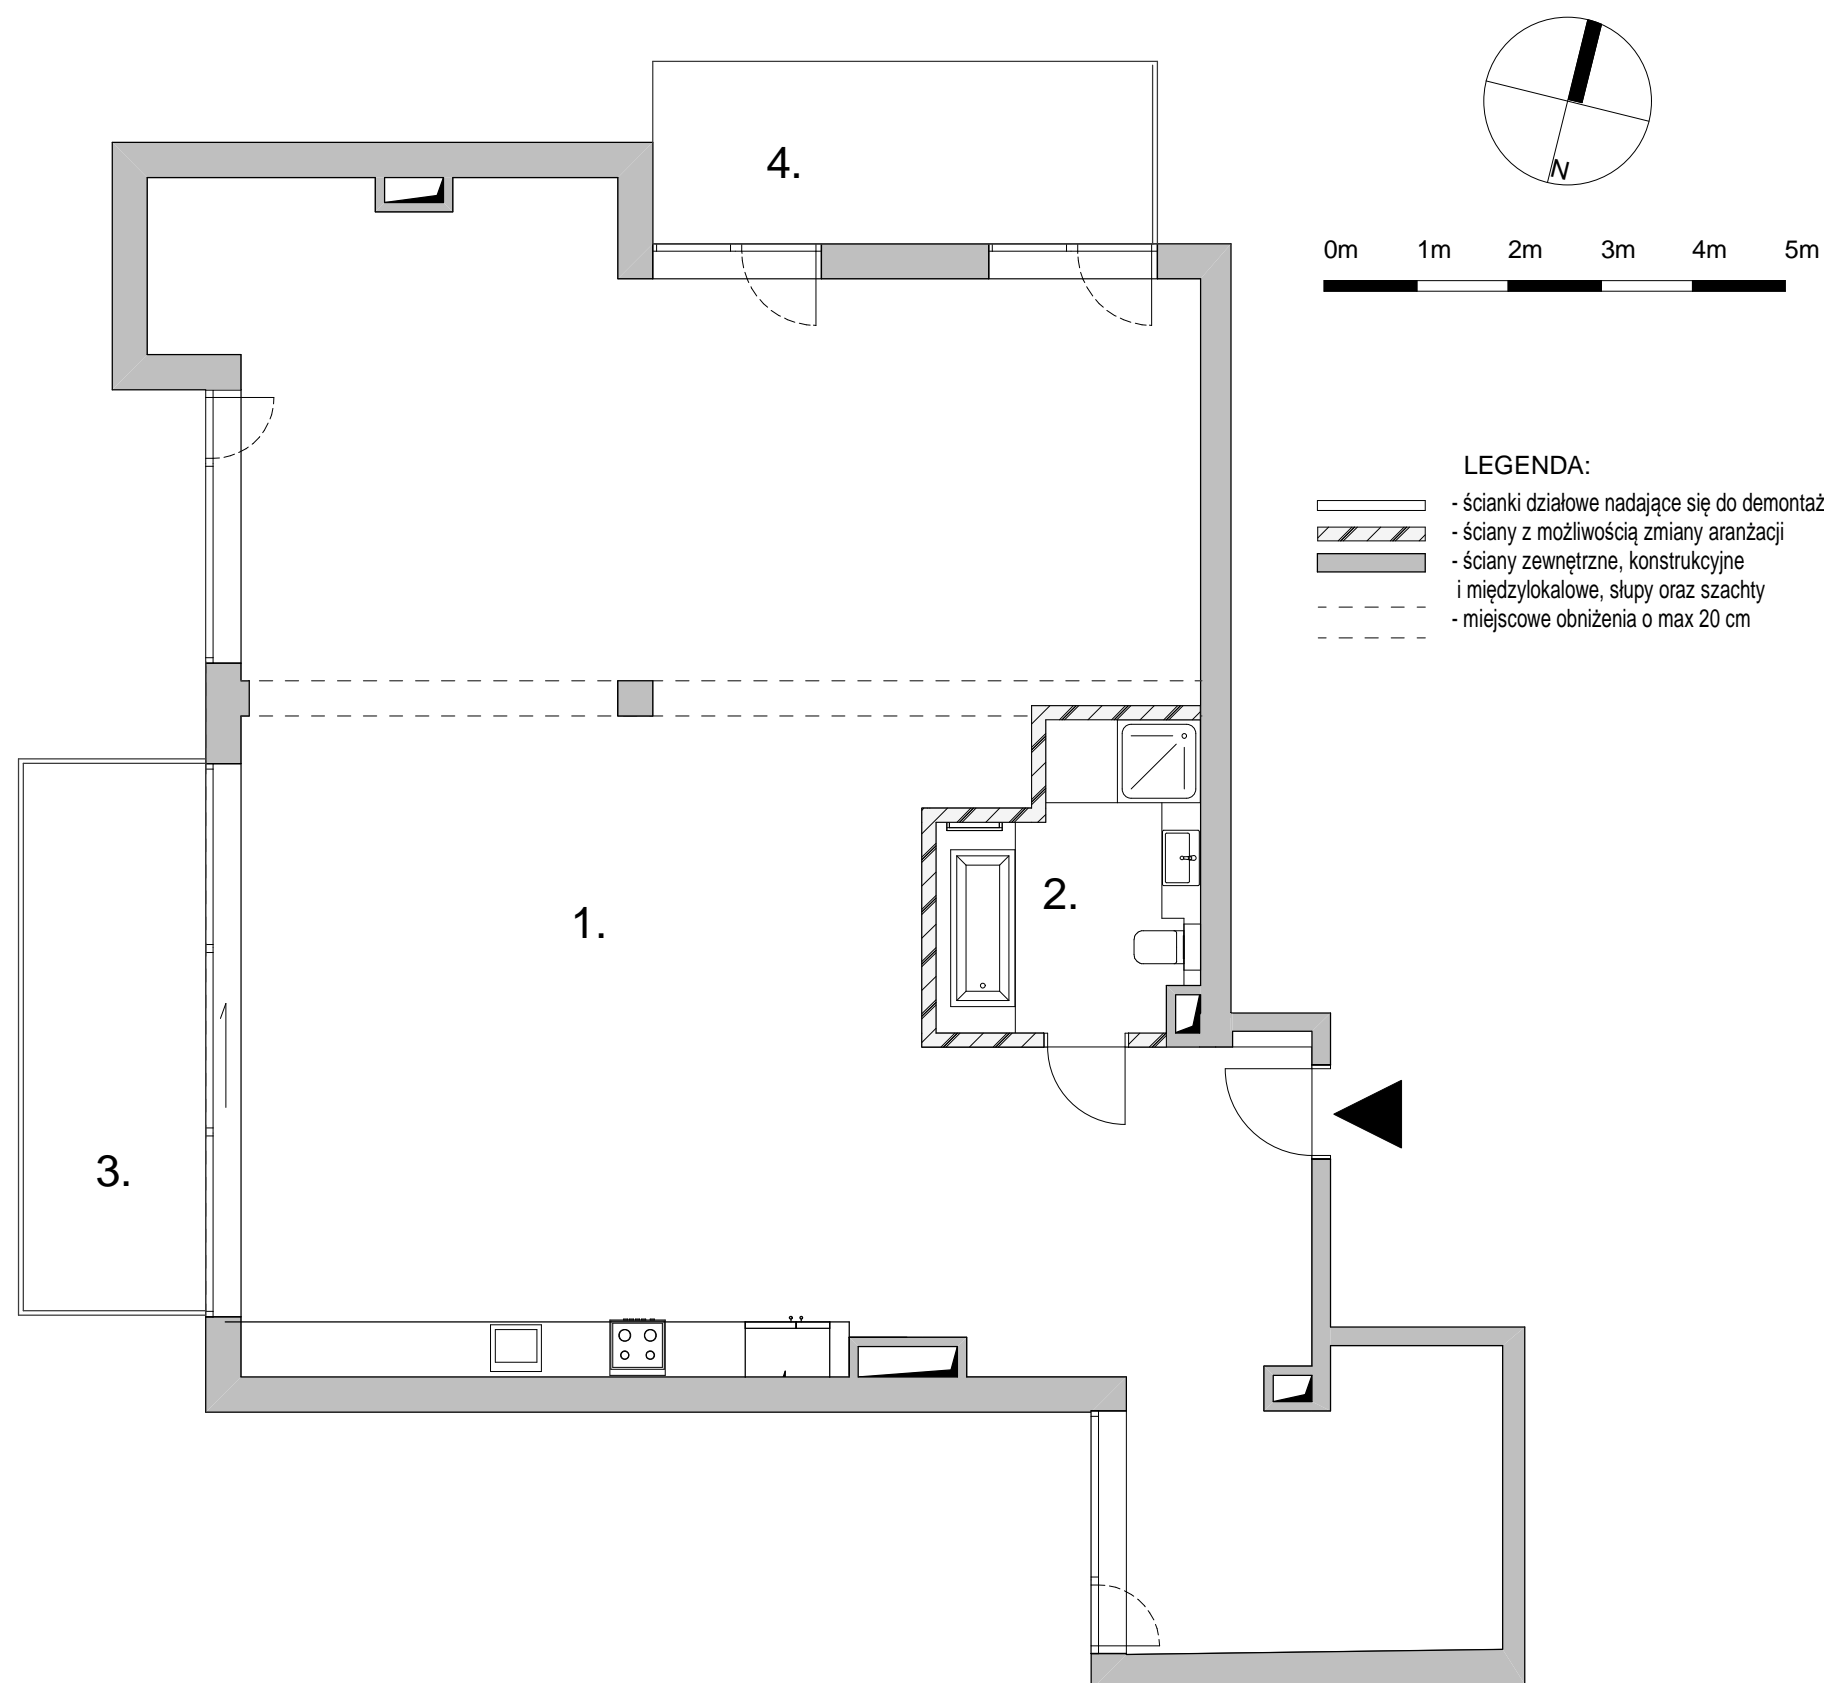 4.
N
0m 1m 2m 3m 4m 5m
LEGENDA:
- ścianki działowe nadające się do demontaż
- ściany z możliwością zmiany aranżacji
- ściany zewnętrzne, konstrukcyjne
i międzylokalowe, słupy oraz szachty
- miejscowe obniżenia o max 20 cm
2.
1.
3.